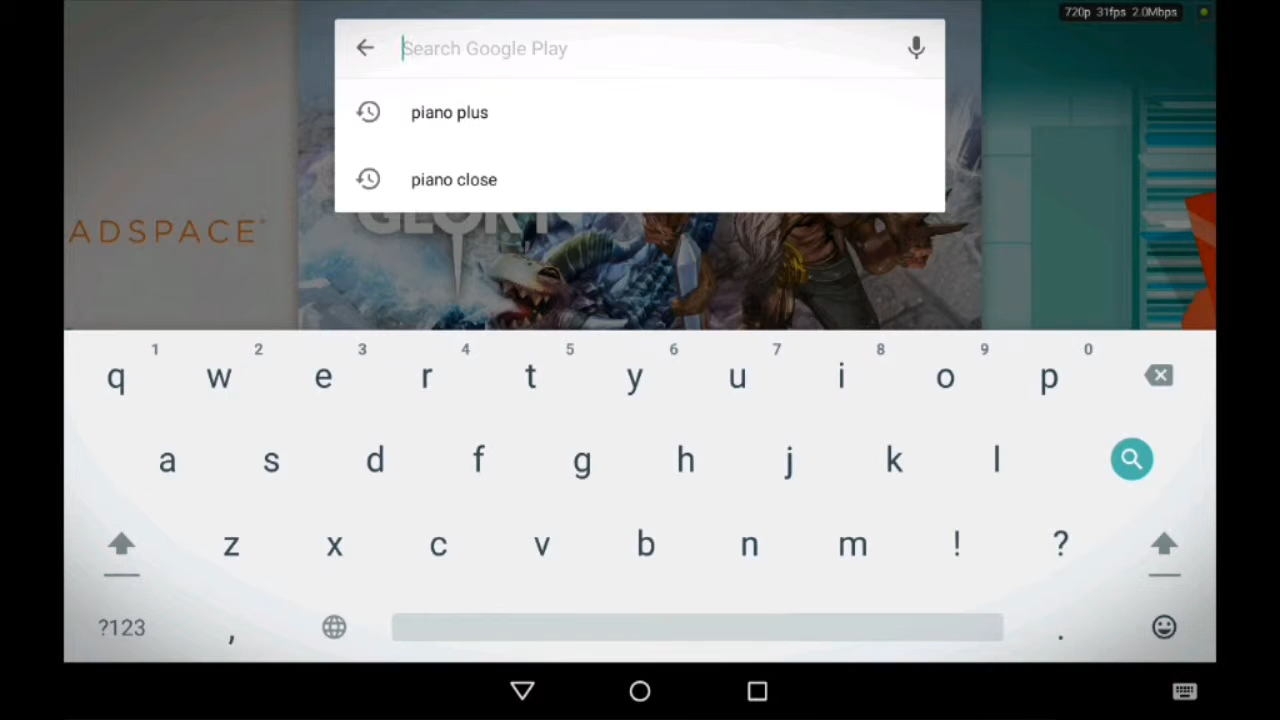 720p 31fps 2.0Mbps
Search Google Play
piano plus
piano close
GLORY
ADSPACE
1 2 3 4 5 6 7 8 9 0
q w e r t y u i o p
a s d f g h j k l
z x c v b n m ! ?
?123 , .